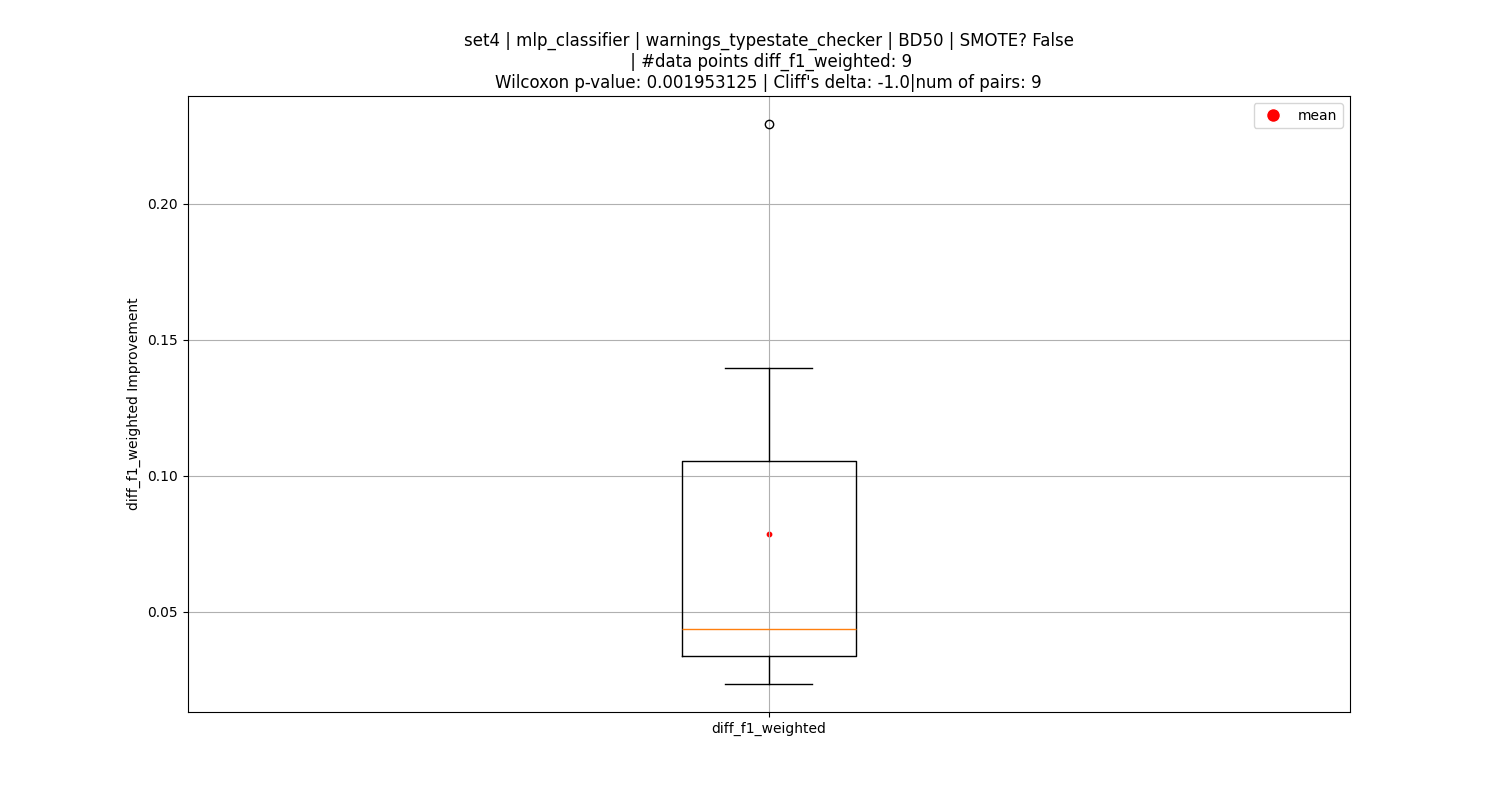 set4 | mlp_classifier | warnings_typestate_checker | BD50 | SMOTE? False
| #data points diff_f1_weighted: 9
Wilcoxon p-value: 0.001953125 | Cliff's delta: -1.0|num of pairs: 9
mean
0.20
0.15
0.10
0.05
diff_f1_weighted Improvement
diff_f1_weighted